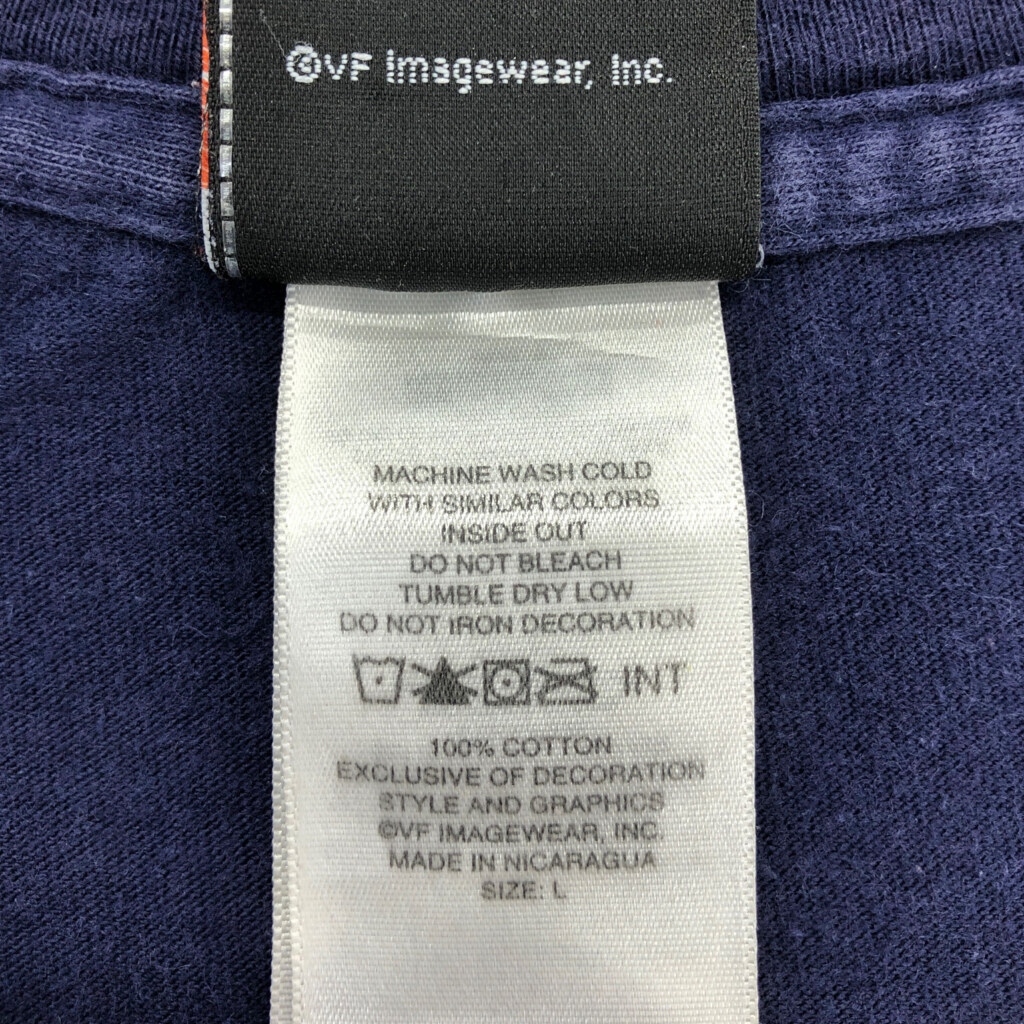 ©VF Imagewear, Inc.
MACHINE WASH COLD
WITH SIMILAR COLORS
INSIDE OUT
DO NOT BLEACH
TUMBLE DRY LOW
DO NOT IRON DECORATION
INT
100% COTTON
EXCLUSIVE OF DECORATION
STYLE AND GRAPHICS
©VF IMAGEWEAR, INC.
MADE IN NICARAGUA
SIZE: L